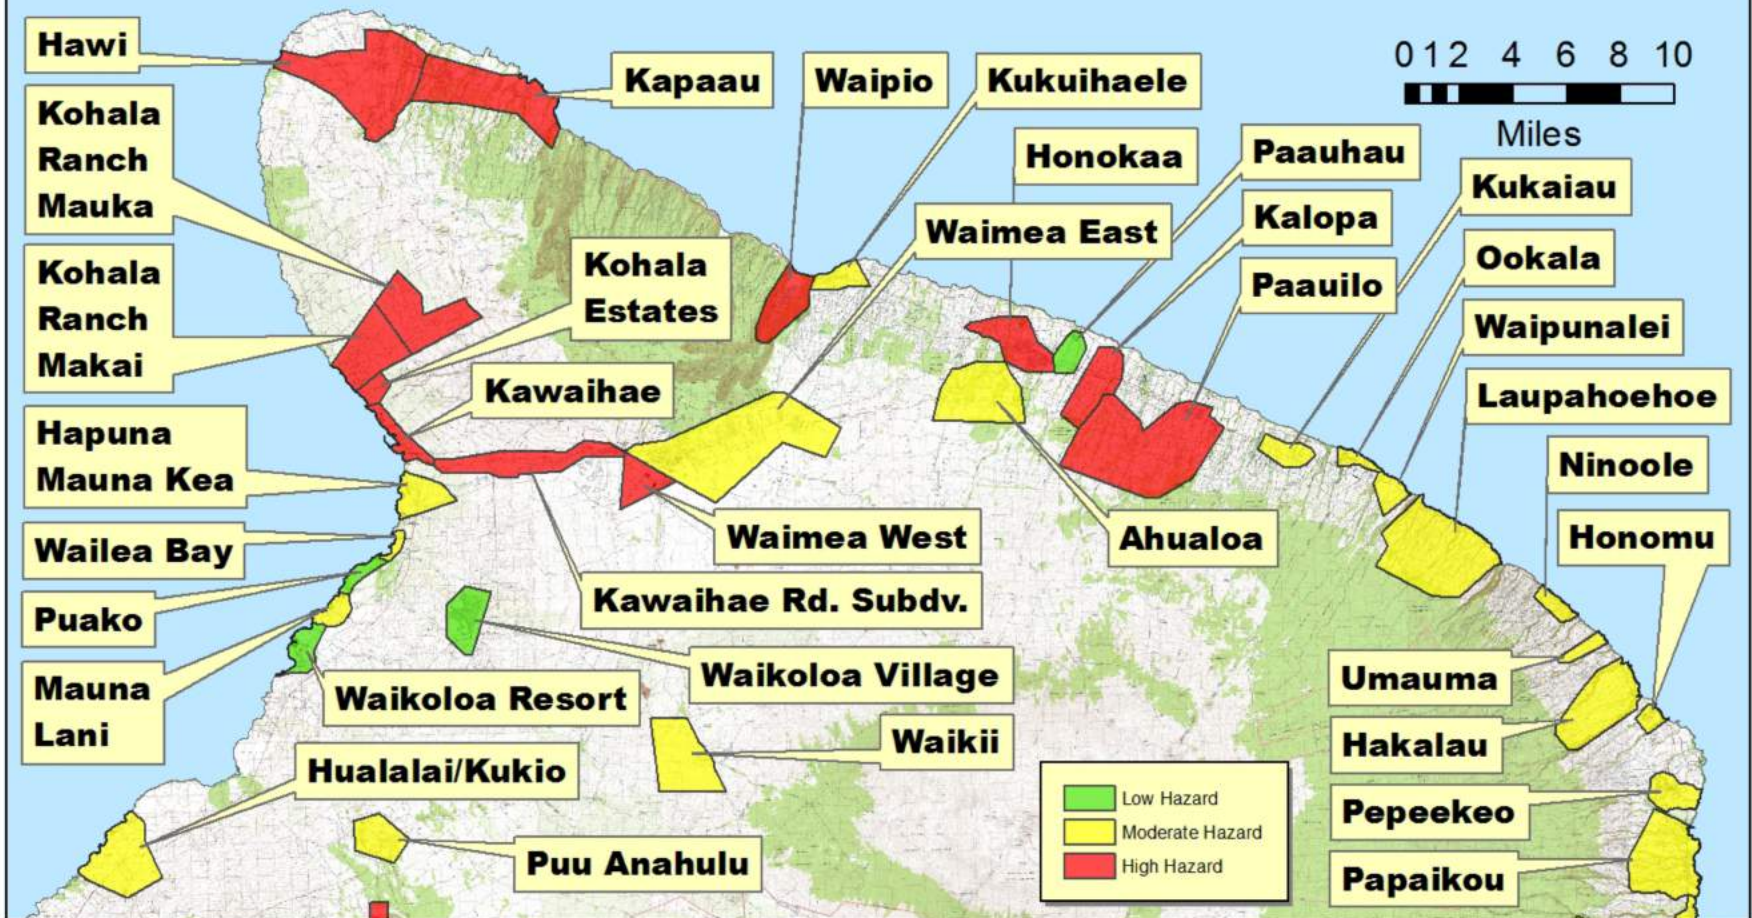 Hawi
Kohala
Ranch
Mauka
Kohala
Ranch
Makai
Hapuna
Mauna Kea
Wailea Bay
Puako
Mauna
Lani
Kapaau
Waipio
Kukuihaele
Honokaa
Waimea East
Paauhau
Kalopa
Paauilo
Kukaiau
Ookala
Waipunalei
Laupahoehoe
Ninoole
Honomu
0 1 2 4 6 8 10
Miles
Kohala
Estates
Kawaihae
Waimea West
Ahualoa
Kawaihae Rd. Subdv.
Waikoloa Village
Waikoloa Resort
Waikii
Hualalai/Kukio
Puu Anahulu
Umauma
Hakalau
Pepeekeo
Papaikou
Low Hazard
Moderate Hazard
High Hazard